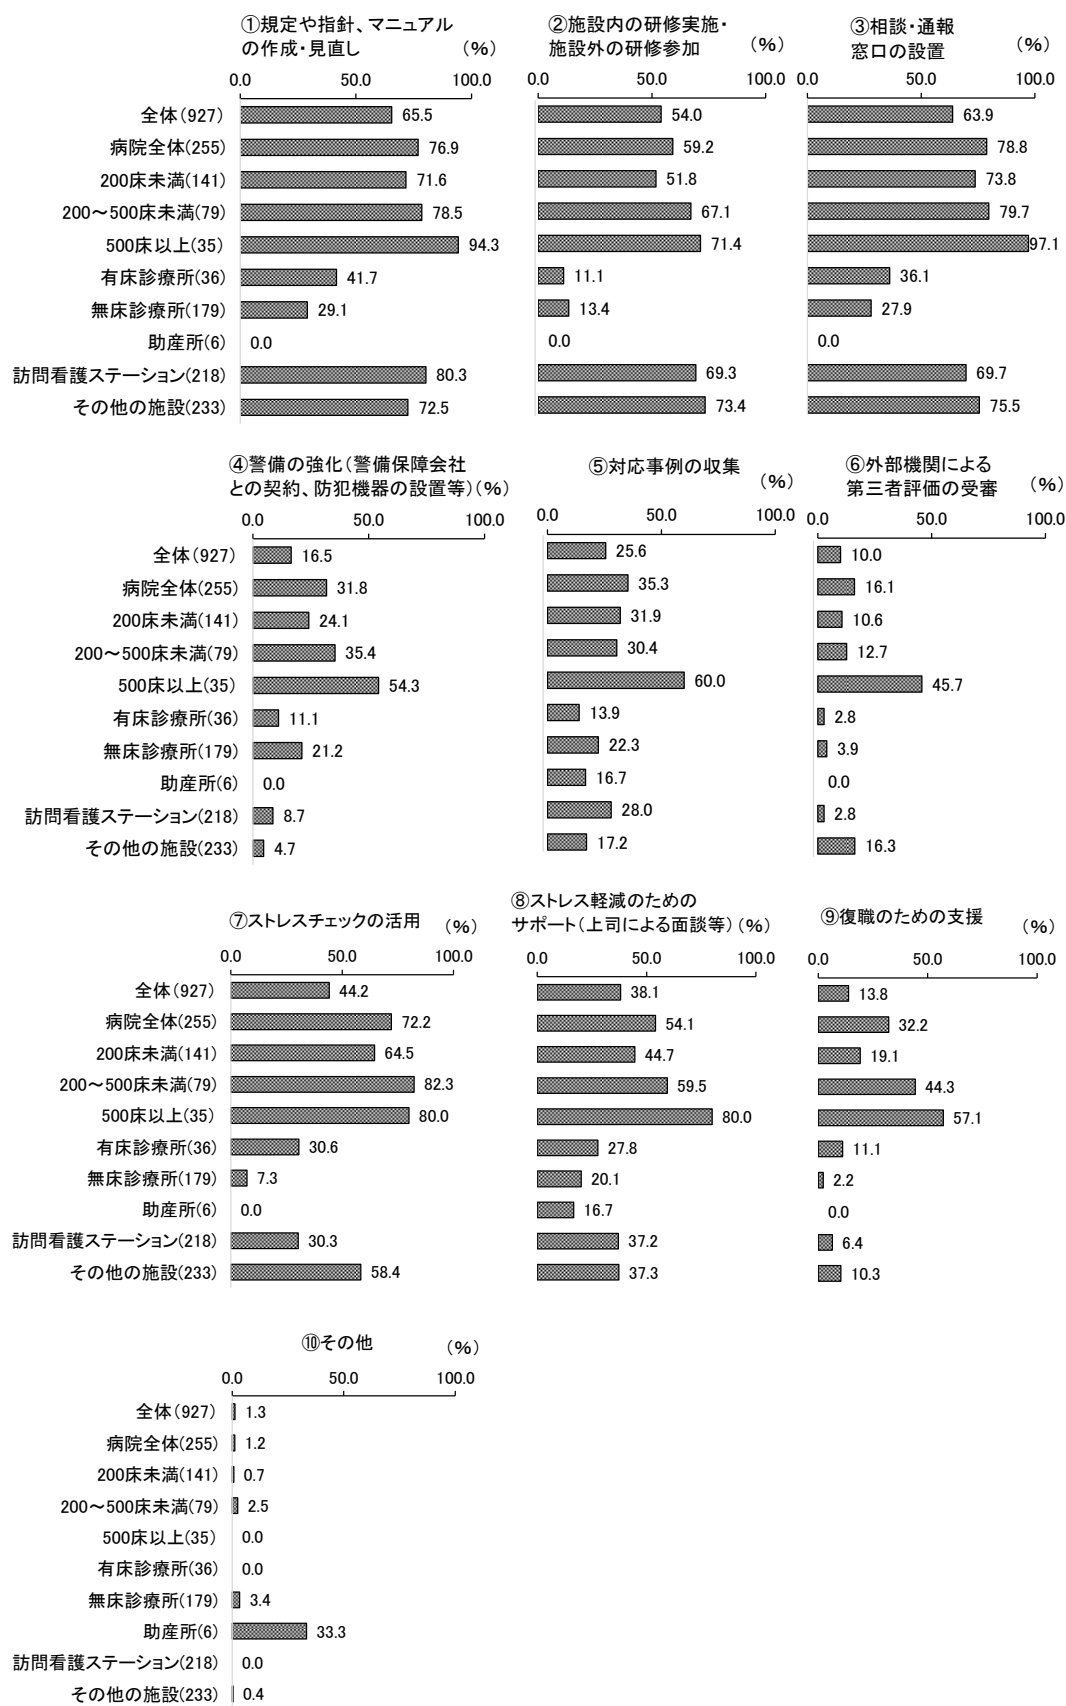 ①規定や指針、マニュアル
の作成・見直し (%)
0.0 50.0 100.0
全体(927) 65.5
病院全体(255) 76.9
200床未満(141) 71.6
200～500床未満(79) 78.5
500床以上(35) 94.3
有床診療所(36) 41.7
無床診療所(179) 29.1
助産所(6) 0.0
訪問看護ステーション(218) 80.3
その他の施設(233) 72.5
②施設内の研修実施・
施設外の研修参加 (%)
0.0 50.0 100.0
54.0
59.2
51.8
67.1
71.4
11.1
13.4
0.0
69.3
73.4
③相談・通報
窓口の設置 (%)
0.0 50.0 100.0
63.9
78.8
73.8
79.7
97.1
36.1
27.9
0.0
69.7
75.5
④警備の強化(警備保障会社
との契約、防犯機器の設置等)(%)
0.0 50.0 100.0
全体(927) 16.5
病院全体(255) 31.8
200床未満(141) 24.1
200～500床未満(79) 35.4
500床以上(35) 54.3
有床診療所(36) 11.1
無床診療所(179) 21.2
助産所(6) 0.0
訪問看護ステーション(218) 8.7
その他の施設(233) 4.7
⑤対応事例の収集
(%)
0.0 50.0 100.0
25.6
35.3
31.9
30.4
60.0
13.9
22.3
16.7
28.0
17.2
⑥外部機関による
第三者評価の受審 (%)
0.0 50.0 100.0
10.0
16.1
10.6
12.7
45.7
2.8
3.9
0.0
2.8
16.3
⑦ストレスチェックの活用 (%)
0.0 50.0 100.0
全体(927) 44.2
病院全体(255) 72.2
200床未満(141) 64.5
200～500床未満(79) 82.3
500床以上(35) 80.0
有床診療所(36) 30.6
無床診療所(179) 7.3
助産所(6) 0.0
訪問看護ステーション(218) 30.3
その他の施設(233) 58.4
⑧ストレス軽減のための
サポート(上司による面談等)(%)
0.0 50.0 100.0
38.1
54.1
44.7
59.5
80.0
27.8
20.1
16.7
37.2
37.3
⑨復職のための支援
(%)
0.0 50.0 100.0
13.8
32.2
19.1
44.3
57.1
11.1
2.2
0.0
6.4
10.3
⑩その他 (%)
0.0 50.0 100.0
全体(927) 1.3
病院全体(255) 1.2
200床未満(141) 0.7
200～500床未満(79) 2.5
500床以上(35) 0.0
有床診療所(36) 0.0
無床診療所(179) 3.4
助産所(6) 33.3
訪問看護ステーション(218) 0.0
その他の施設(233) 0.4